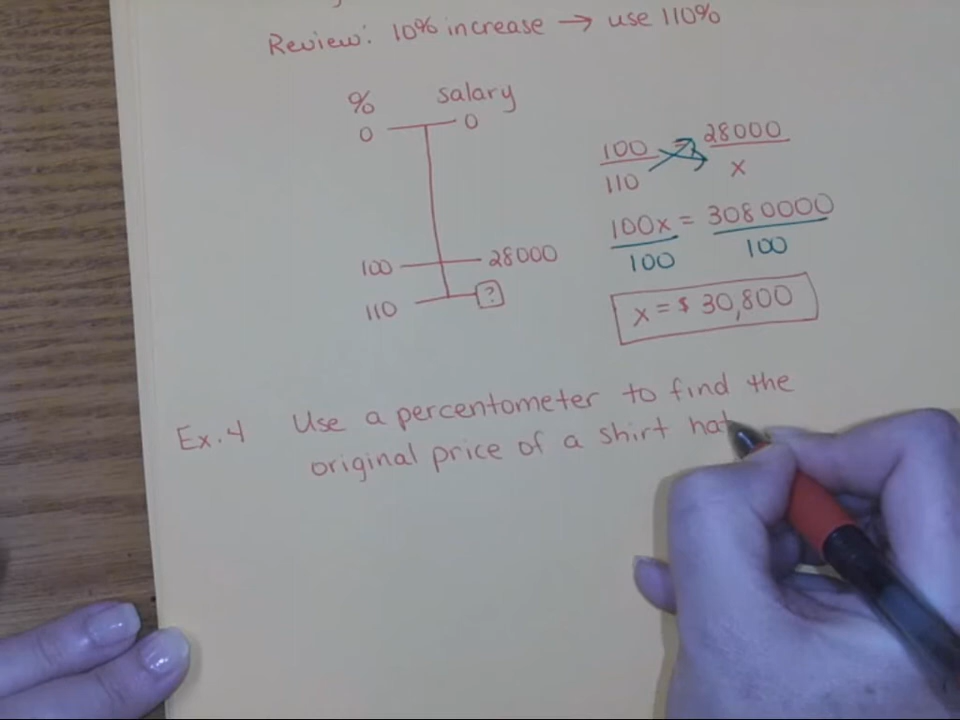 Review: 10% increase → use 110%
% salary
0 0
100 28000
110 ?
100 = 28000
110 x
100x = 3080000
100 100
x = $ 30,800
Ex. 4 Use a percentometer to find the
original price of a shirt hat